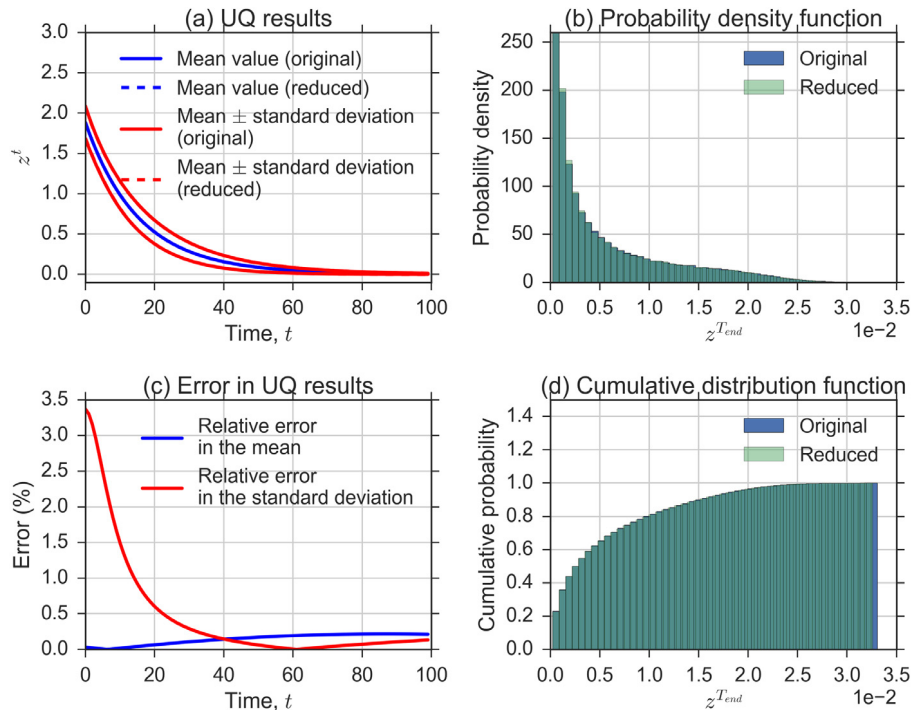 (a) UQ results
3.0
2.5
2.0
1.5
1.0
0.5
0.0
z^t
Mean value (original)
Mean value (reduced)
Mean ± standard deviation
(original)
Mean ± standard deviation
(reduced)
0 20 40 60 80 100
Time, t
(b) Probability density function
250
200
150
100
50
0
Probability density
Original
Reduced
0.0 0.5 1.0 1.5 2.0 2.5 3.0 3.5
1e−2
z^{T_{end}}
(c) Error in UQ results
3.5
3.0
2.5
2.0
1.5
1.0
0.5
0.0
Error (%)
Relative error
in the mean
Relative error
in the standard deviation
0 20 40 60 80 100
Time, t
(d) Cumulative distribution function
1.4
1.2
1.0
0.8
0.6
0.4
0.2
0.0
Cumulative probability
Original
Reduced
0.0 0.5 1.0 1.5 2.0 2.5 3.0 3.5
1e−2
z^{T_{end}}